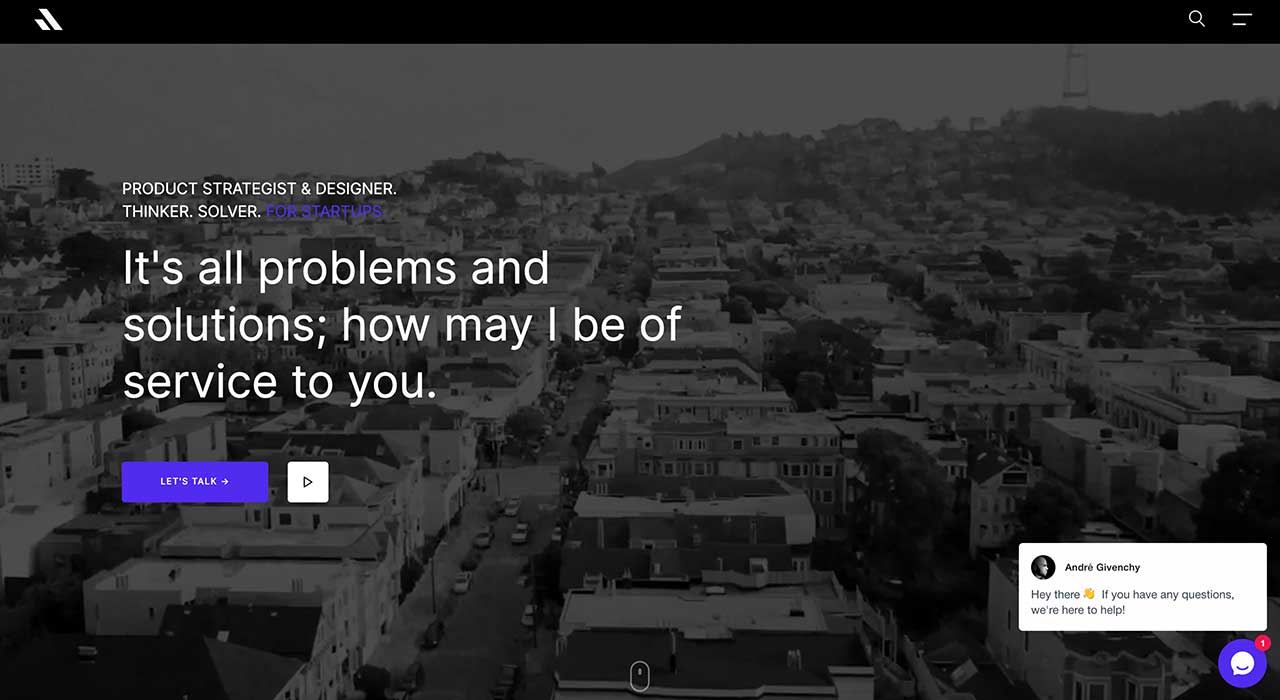 PRODUCT STRATEGIST & DESIGNER.
THINKER. SOLVER. FOR STARTUPS.
It's all problems and
solutions; how may I be of
service to you.
LET'S TALK →
André Givenchy
Hey there 👋 If you have any questions,
we're here to help!
1